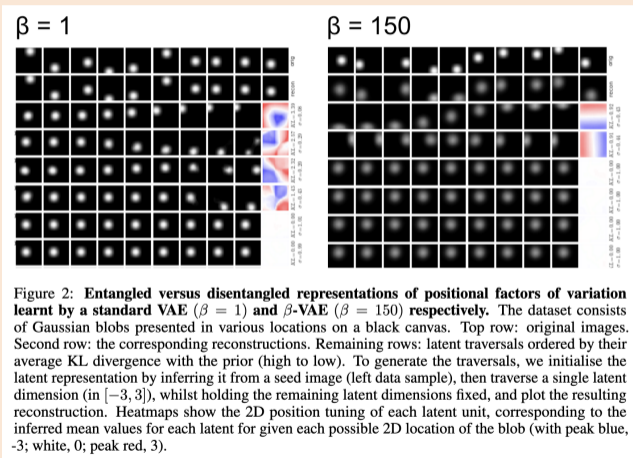 β = 1
β = 150
orig
recon
orig
recon
Figure 2: Entangled versus disentangled representations of positional factors of variation
learnt by a standard VAE (β = 1) and β-VAE (β = 150) respectively. The dataset consists
of Gaussian blobs presented in various locations on a black canvas. Top row: original images.
Second row: the corresponding reconstructions. Remaining rows: latent traversals ordered by their
average KL divergence with the prior (high to low). To generate the traversals, we initialise the
latent representation by inferring it from a seed image (left data sample), then traverse a single latent
dimension (in [−3, 3]), whilst holding the remaining latent dimensions fixed, and plot the resulting
reconstruction. Heatmaps show the 2D position tuning of each latent unit, corresponding to the
inferred mean values for each latent for given each possible 2D location of the blob (with peak blue,
-3; white, 0; peak red, 3).